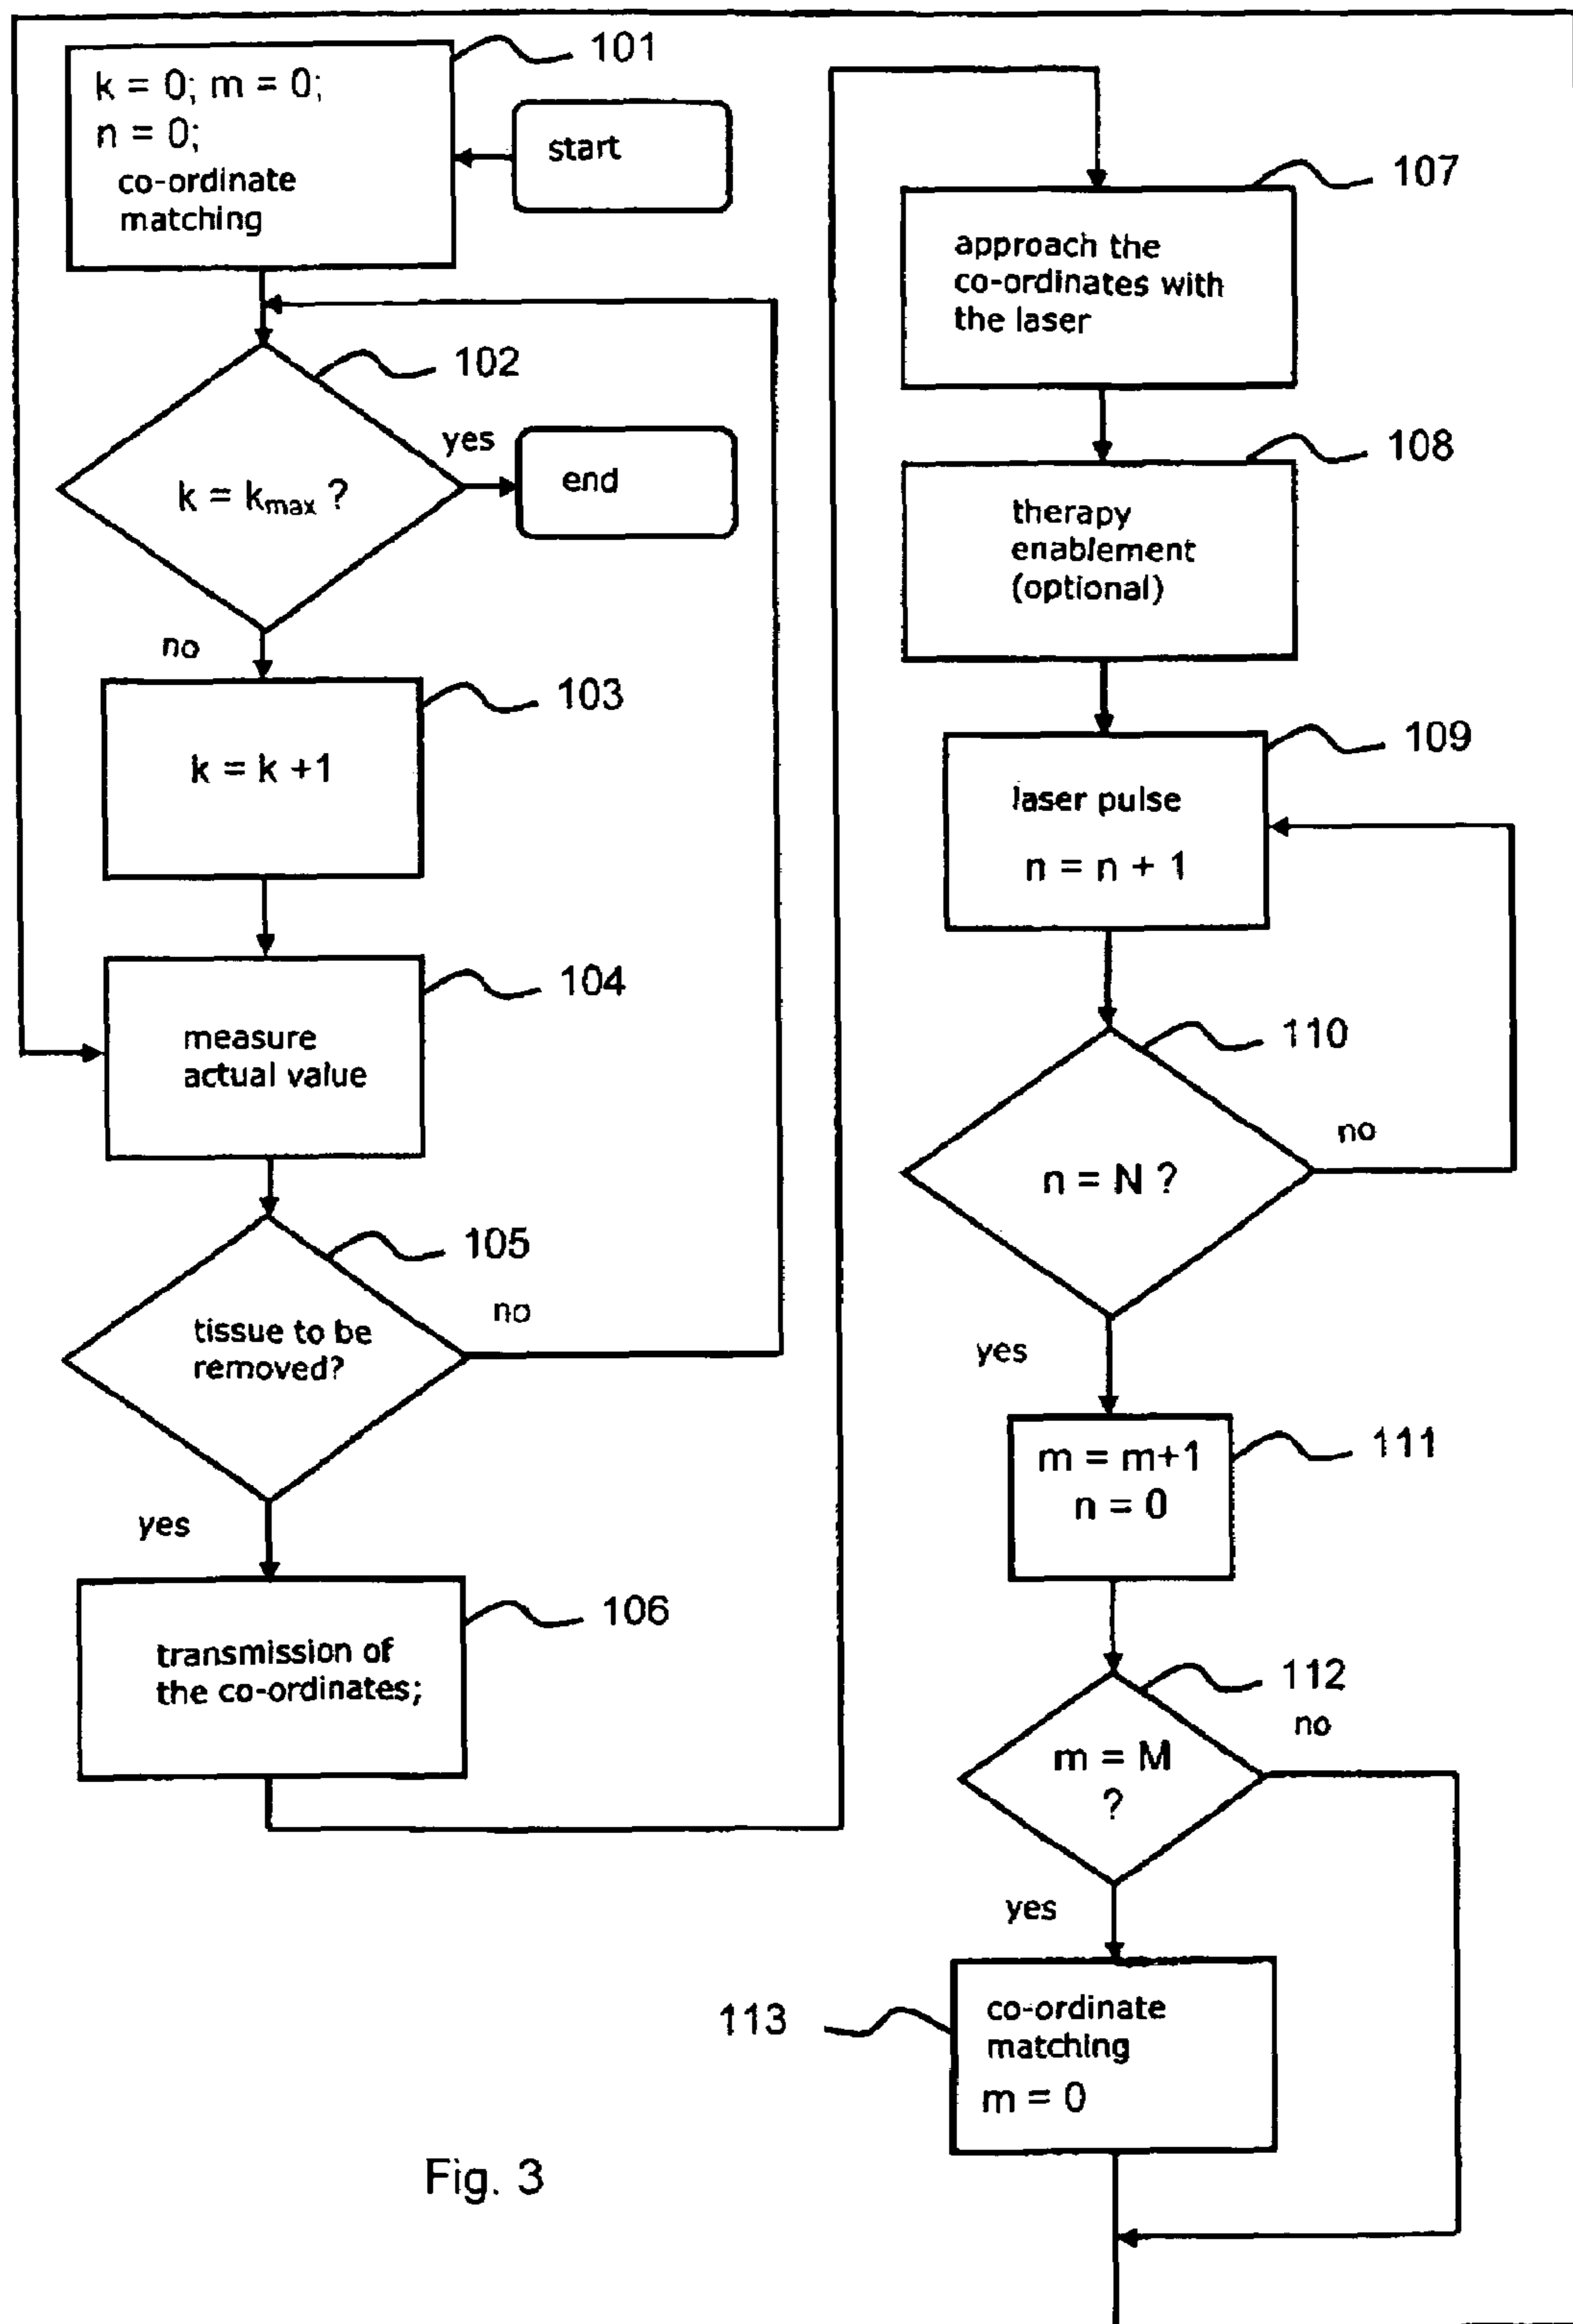 101
k = 0; m = 0;
n = 0;
co-ordinate
matching
start
102
k = kmax ?
yes
end
no
103
k = k +1
104
measure
actual value
105
tissue to be
removed?
no
yes
106
transmission of
the co-ordinates;
107
approach the
co-ordinates with
the laser
108
therapy
enablement
(optional)
109
laser pulse
n = n + 1
110
n = N ?
no
yes
111
m = m+1
n = 0
112
no
m = M
?
yes
113
co-ordinate
matching
m = 0
Fig. 3